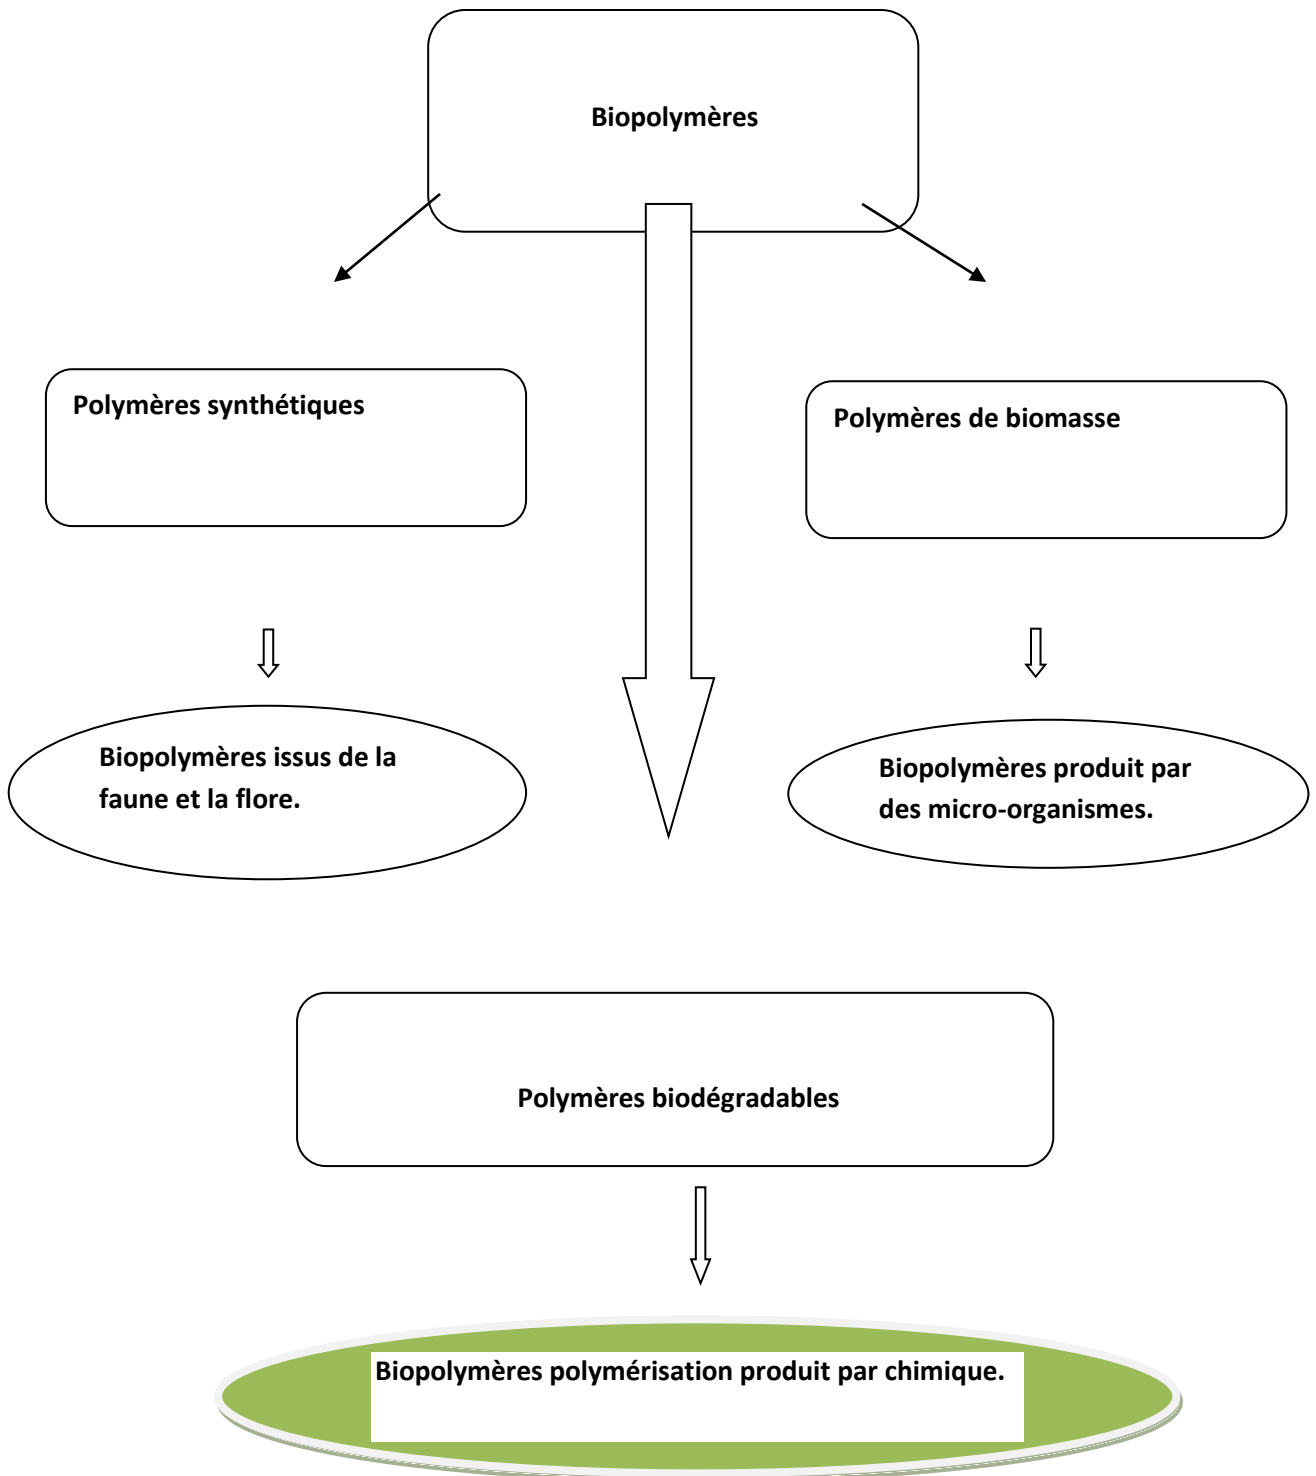 Biopolymères
Polymères synthétiques
Polymères de biomasse
Biopolymères issus de la
faune et la flore.
Biopolymères produit par
des micro-organismes.
Polymères biodégradables
Biopolymères polymérisation produit par chimique.